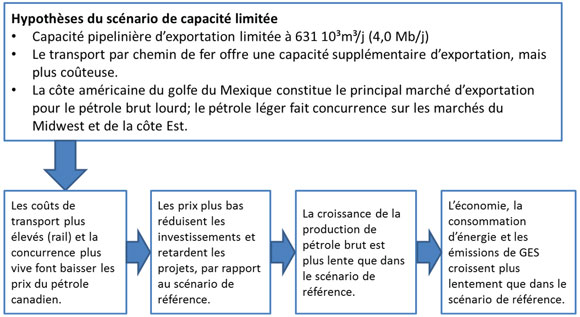 Hypothèses du scénario de capacité limitée
• Capacité pipelinière d’exportation limitée à 631 10³m³/j (4,0 Mb/j)
• Le transport par chemin de fer offre une capacité supplémentaire d’exportation, mais
plus coûteuse.
• La côte américaine du golfe du Mexique constitue le principal marché d’exportation
pour le pétrole brut lourd; le pétrole léger fait concurrence sur les marchés du
Midwest et de la côte Est.
Les coûts de
transport plus
élevés (rail) et la
concurrence plus
vive font baisser les
prix du pétrole
canadien.
Les prix plus bas
réduisent les
investissements et
retardent les
projets, par rapport
au scénario de
référence.
La croissance de la
production de
pétrole brut est
plus lente que dans
le scénario de
référence.
L’économie, la
consommation
d’énergie et les
émissions de GES
croissent plus
lentement que dans le
scénario de référence.